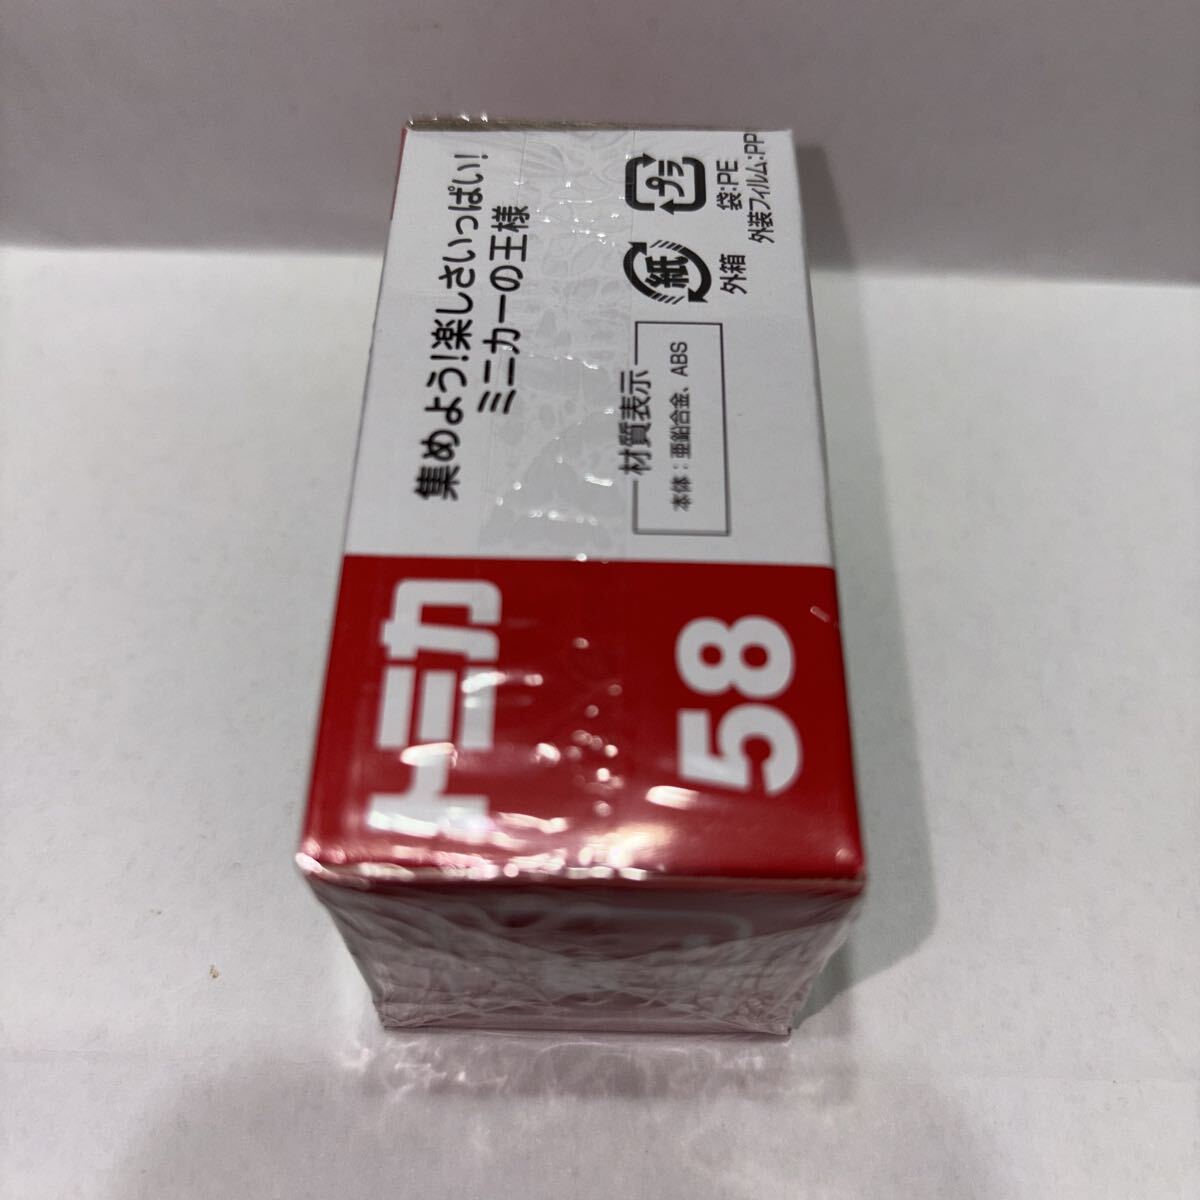 集めよう!楽しさいっぱい!
ミニカーの王様
プラ
袋:PE
外装フィルム:PP
紙
外箱
材質表示
本体:亜鉛合金、ABS
トミカ
58